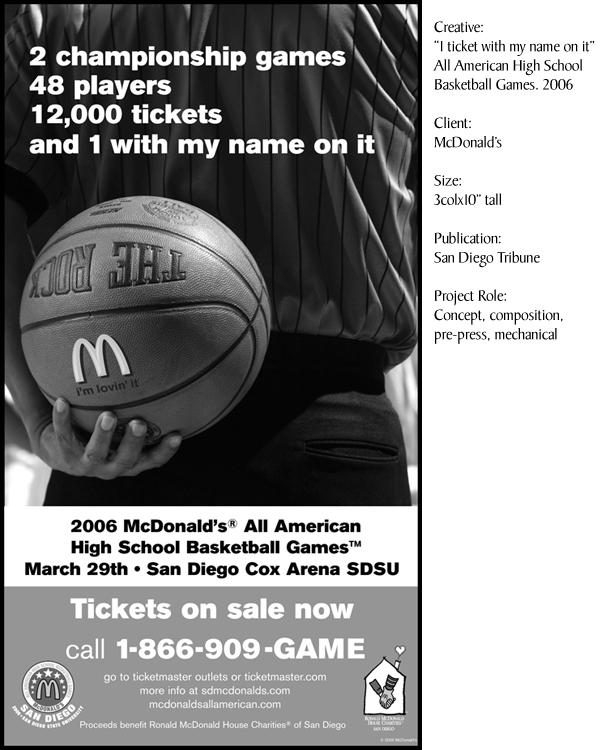 2 championship games
48 players
12,000 tickets
and 1 with my name on it
THE ROCK
i'm lovin' it
2006 McDonald's® All American
High School Basketball Games™
March 29th • San Diego Cox Arena SDSU
Tickets on sale now
call 1-866-909-GAME
go to ticketmaster outlets or ticketmaster.com
more info at sdmcdonalds.com
mcdonaldsallamerican.com
Proceeds benefit Ronald McDonald House Charities® of San Diego
McDONALD'S
SAN DIEGO
2006 • SAN DIEGO STATE UNIVERSITY
RONALD McDONALD
HOUSE CHARITIES
SAN DIEGO
© 2006 McDonald's
Creative:
“1 ticket with my name on it”
All American High School
Basketball Games. 2006
Client:
McDonald's
Size:
3colx10” tall
Publication:
San Diego Tribune
Project Role:
Concept, composition,
pre-press, mechanical